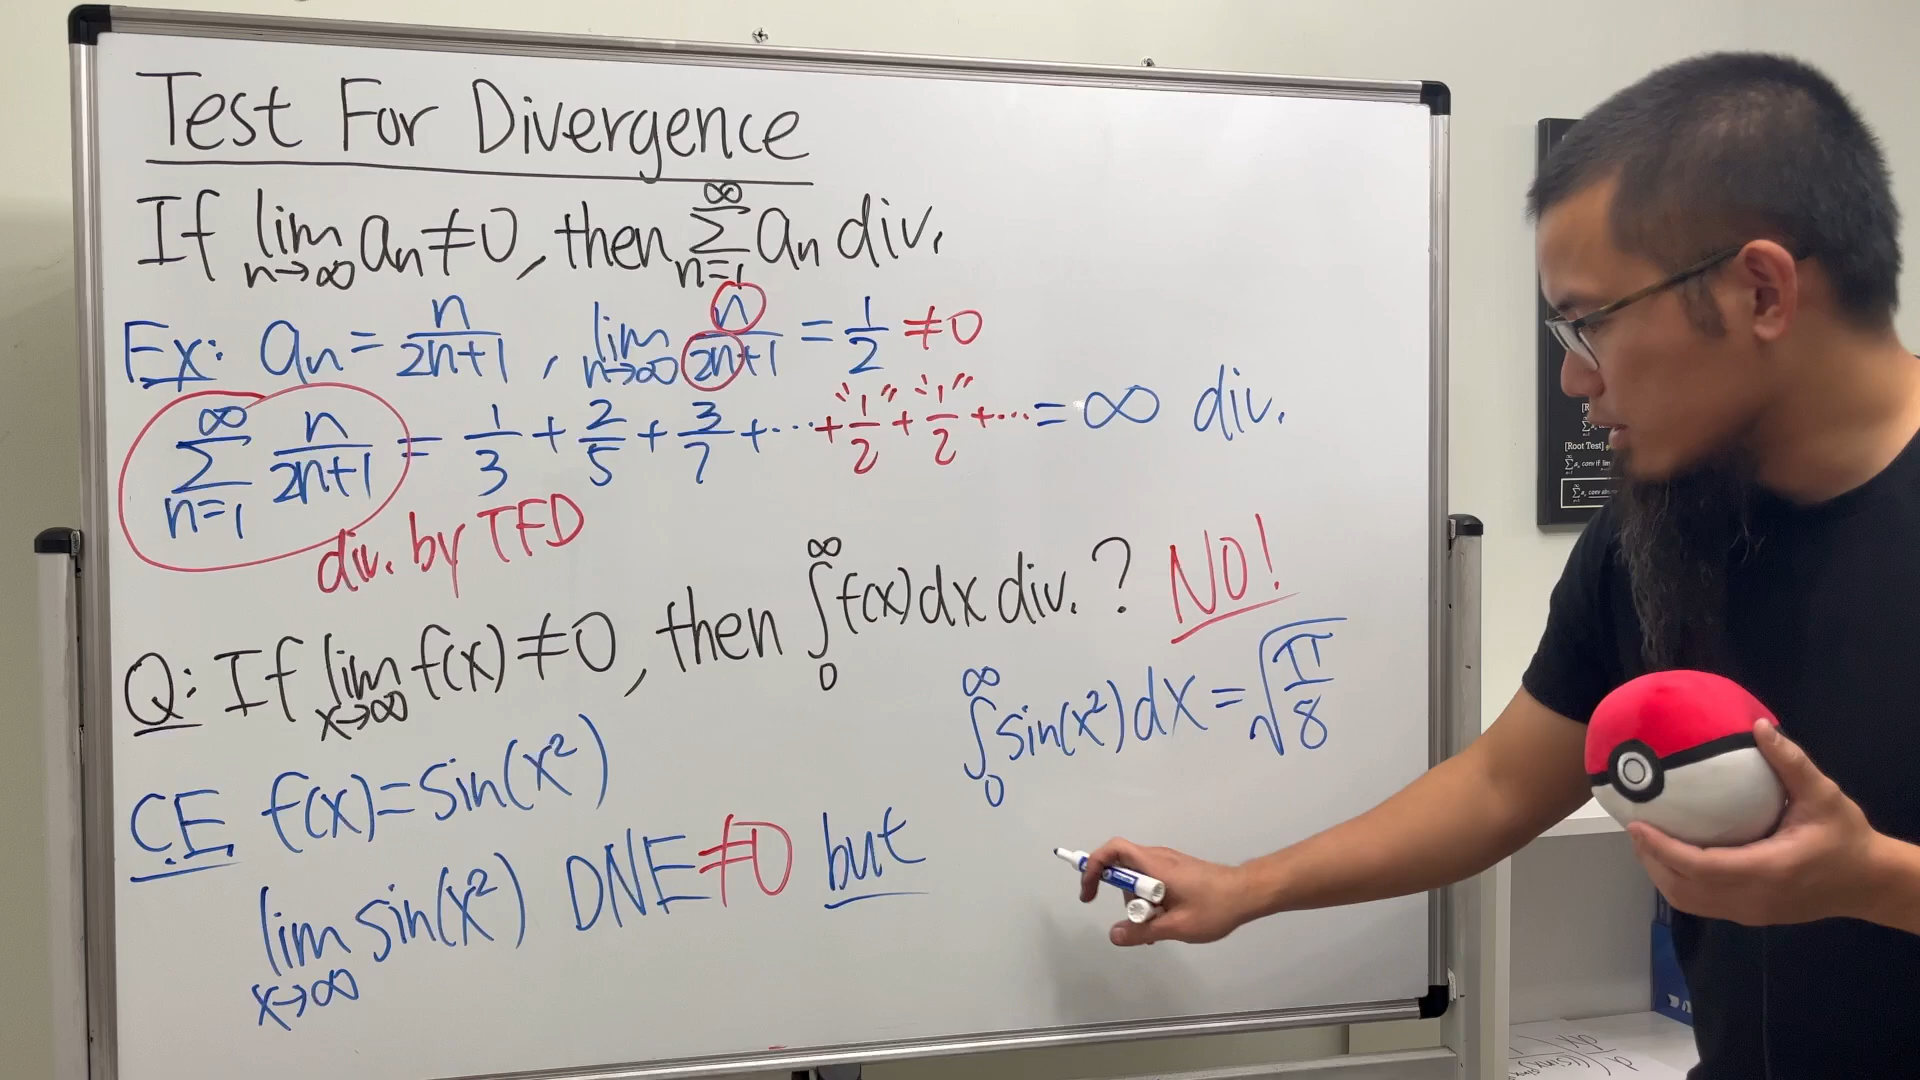 Test For Divergence
If lim n→∞ aₙ ≠ 0, then ∞ Σ n=1 aₙ div.
Ex: aₙ = n/(2n+1), lim n→∞ n/(2n+1) = 1/2 ≠ 0
∞ Σ n=1 n/(2n+1) = 1/3 + 2/5 + 3/7 + ... + "1/2" + "1/2" + ... = ∞ div.
div. by TFD
Q: If lim x→∞ f(x) ≠ 0, then ∫₀^∞ f(x) dx div. ? NO!
C.E. f(x) = sin(x²)
lim x→∞ sin(x²) DNE ≠ 0 but
∫₀^∞ sin(x²) dx = √(π/8)
[Root Test]